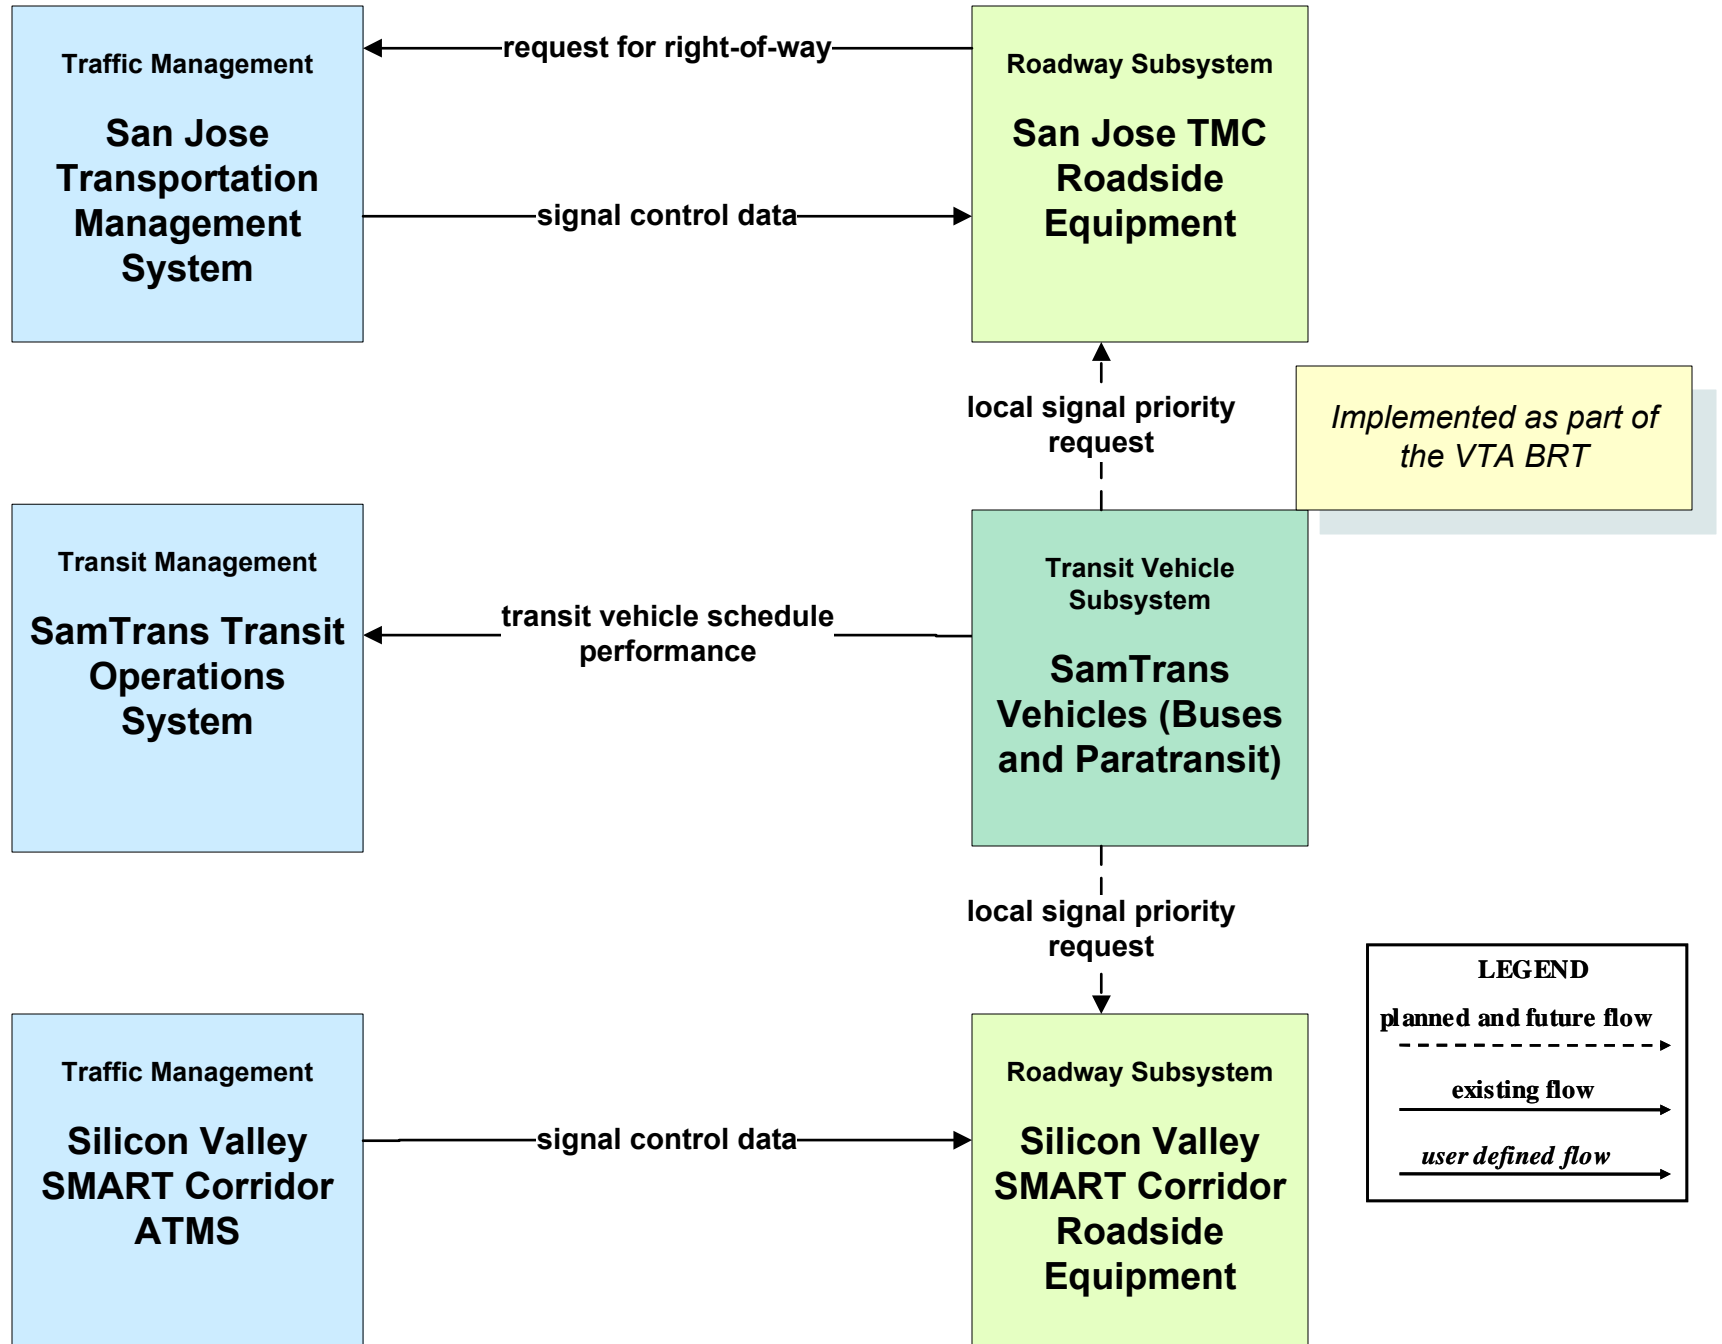 Traffic Management
San Jose
Transportation
Management
System
request for right-of-way
signal control data
Roadway Subsystem
San Jose TMC
Roadside
Equipment
local signal priority
request
Implemented as part of
the VTA BRT
Transit Management
SamTrans Transit
Operations
System
transit vehicle schedule
performance
Transit Vehicle
Subsystem
SamTrans
Vehicles (Buses
and Paratransit)
local signal priority
request
Traffic Management
Silicon Valley
SMART Corridor
ATMS
signal control data
Roadway Subsystem
Silicon Valley
SMART Corridor
Roadside
Equipment
LEGEND
planned and future flow
existing flow
user defined flow